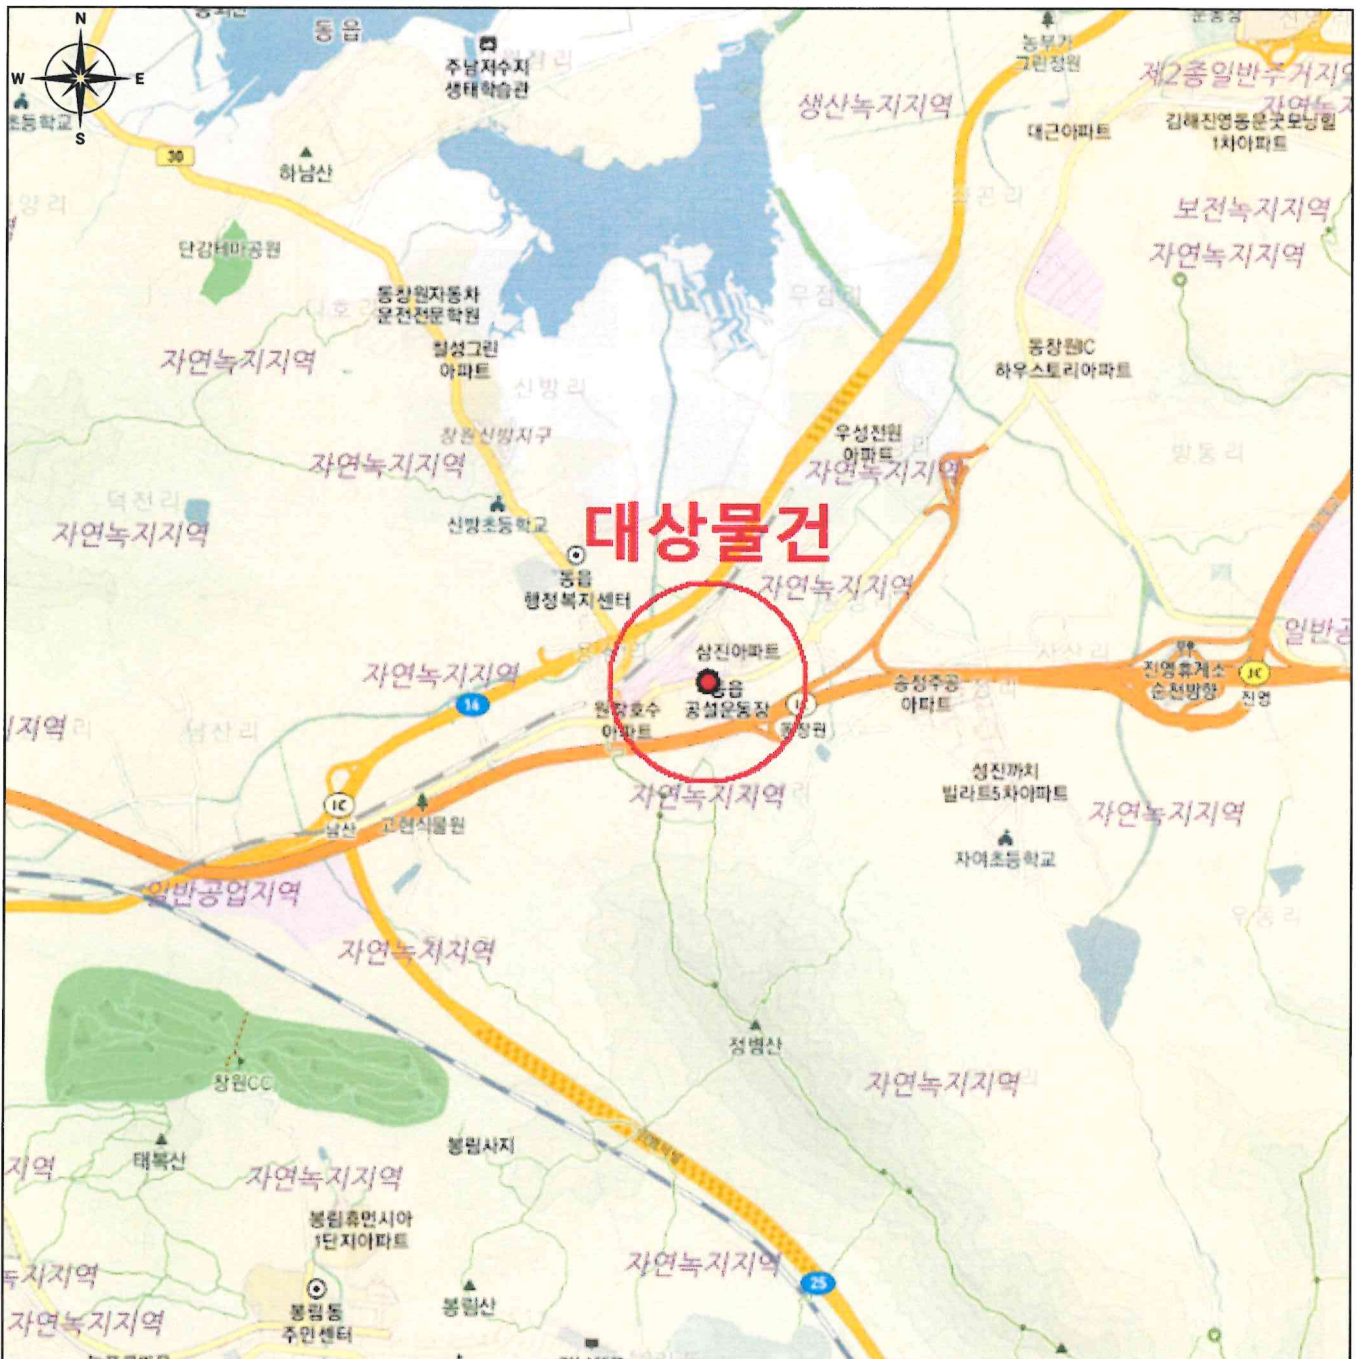 N
W
E
S
동읍
주남저수지
생태학습관
농부가
그린정원
제2종일반주거지역
생산녹지지역
대근아파트
김해진영동문굿모닝힐
1차아파트
30
하남산
단감테마공원
보전녹지지역
자연녹지지역
동창원자동차
운전전문학원
무점리
자연녹지지역
칠성그린
아파트
동창원IC
하우스토리아파트
신방리
창원신방지구
우성전원
아파트
자연녹지지역
자연녹지지역
덕천리
자연녹지지역
신방초등학교
대상물건
동읍
행정복지센터
자연녹지지역
삼진아파트
자연녹지지역
동읍
공설운동장
원창호수
아파트
16
송정주공
아파트
진영휴게소
순천방향
JC
진영
남산리
자연녹지지역
성진까치
빌라트5차아파트
자연녹지지역
IC
남산
고현식물원
자여초등학교
일반공업지역
자연녹지지역
우동리
정병산
창원CC
자연녹지지역
태복산
봉림사지
자연녹지지역
봉림휴먼시아
1단지아파트
자연녹지지역
25
봉림동
주민센터
봉림산
자연녹지지역